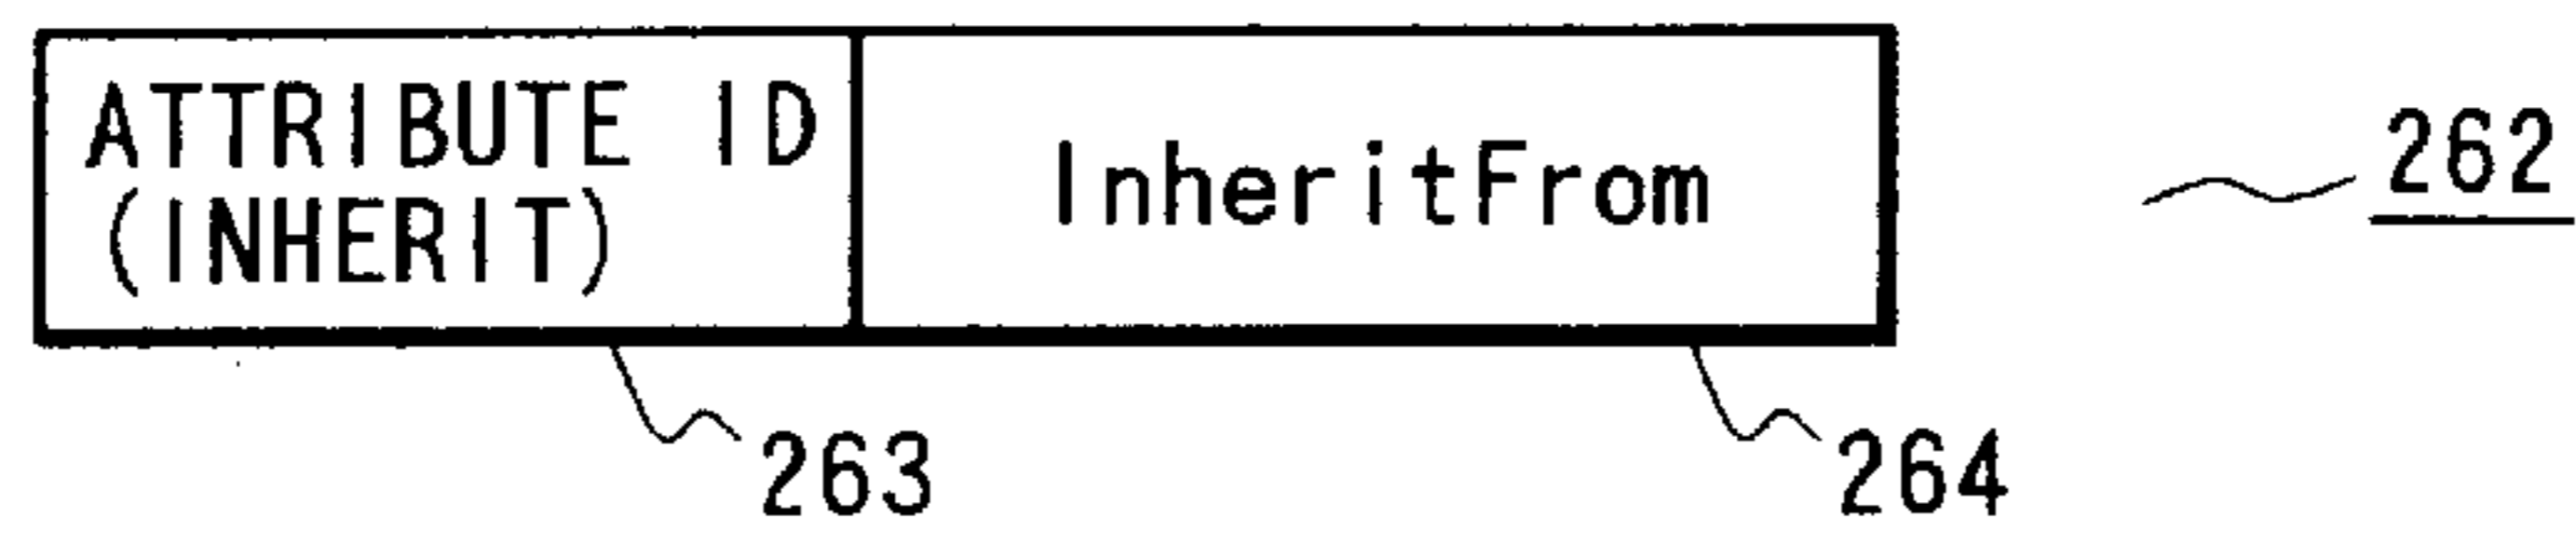 ATTRIBUTE ID
(INHERIT)
InheritFrom
262
263
264